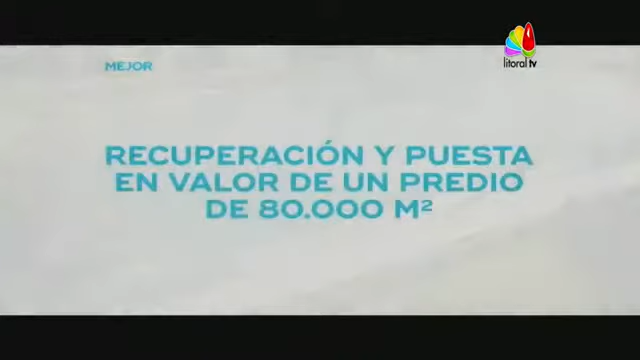 MEJOR
litoral tv
RECUPERACIÓN Y PUESTA
EN VALOR DE UN PREDIO
DE 80.000 M²